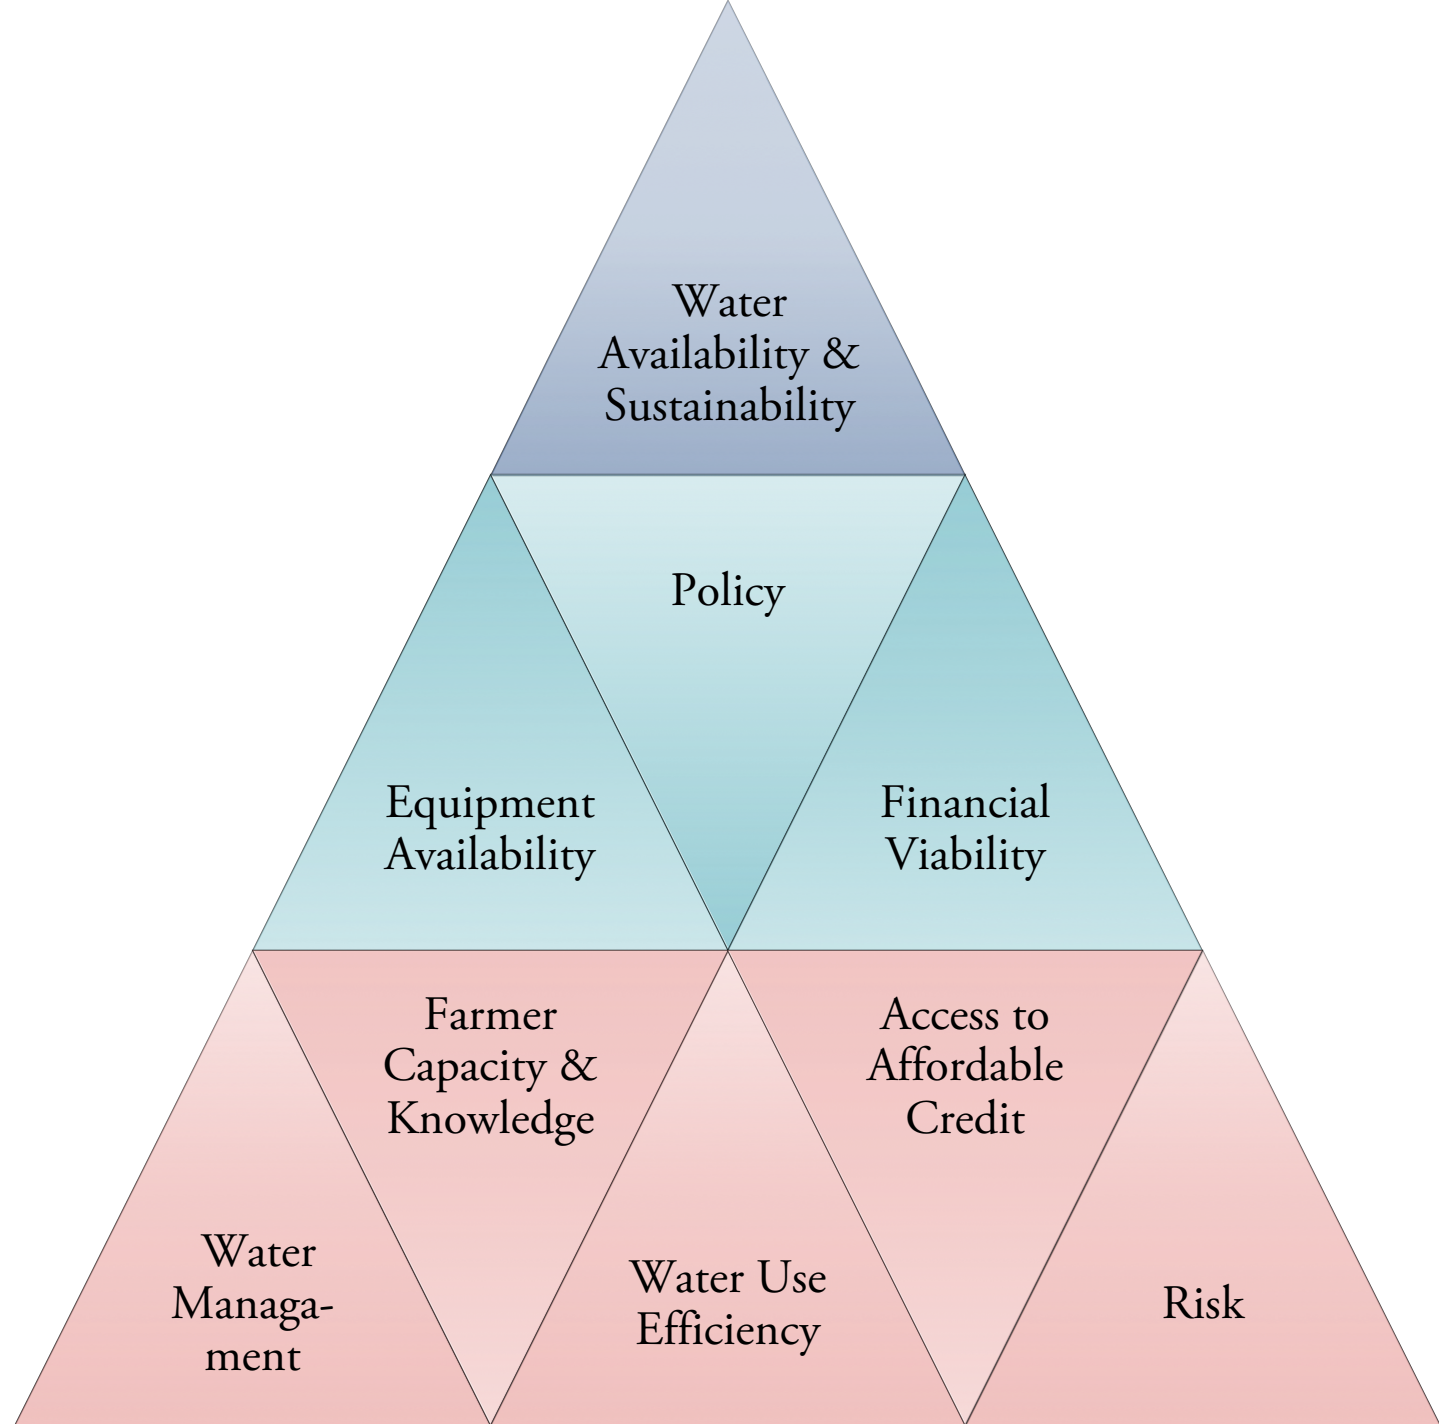 Water
Availability &
Sustainability
Policy
Equipment
Availability
Financial
Viability
Farmer
Capacity &
Knowledge
Access to
Affordable
Credit
Water
Managa-
ment
Water Use
Efficiency
Risk